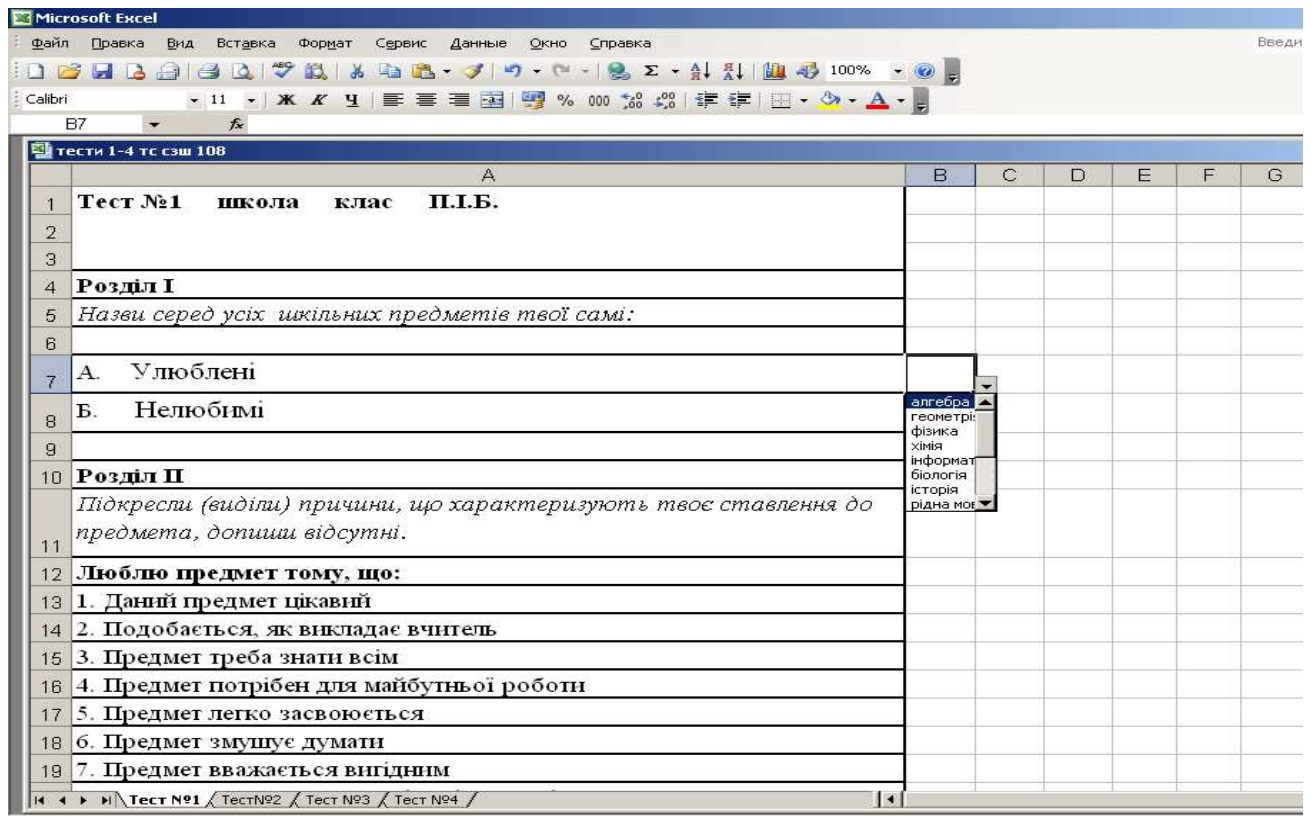 Microsoft Excel
Файл Правка Вид Вставка Формат Сервис Данные Окно Справка Введи
100%
Calibri 11 Ж К Ч % 000
B7 fx
тести 1-4 тс сзш 108
A B C D E F G
1 Тест №1 школа клас П.І.Б.
2
3
4 Розділ І
5 Назви серед усіх шкільних предметів твої самі:
6
7 А. Улюблені
8 Б. Нелюбимі
алгебра
геометрі
фізика
хімія
інформат
біологія
історія
рідна мов
9
10 Розділ ІІ
Підкресли (виділи) причини, що характеризують твоє ставлення до
11 предмета, допиши відсутні.
12 Люблю предмет тому, що:
13 1. Даний предмет цікавий
14 2. Подобається, як викладає вчитель
15 3. Предмет треба знати всім
16 4. Предмет потрібен для майбутньої роботи
17 5. Предмет легко засвоюється
18 6. Предмет змушує думати
19 7. Предмет вважається вигідним
Тест №1 Тест№2 Тест №3 Тест №4